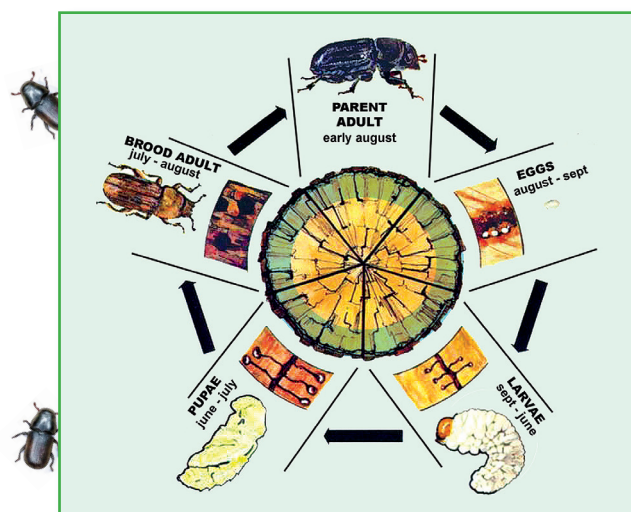 PARENT
ADULT
early august
EGGS
august - sept
LARVAE
sept - june
PUPAE
june - july
BROOD ADULT
july - august